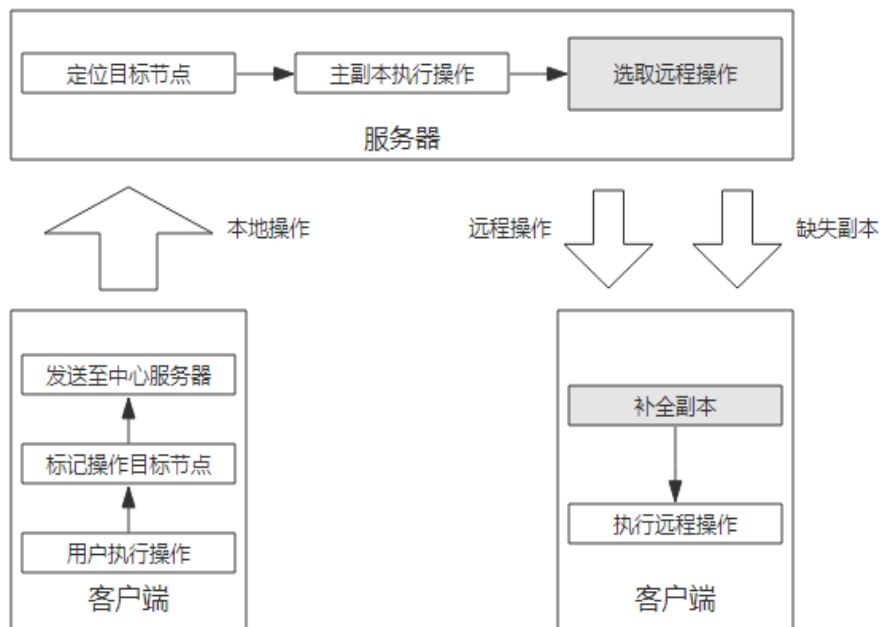 定位目标节点
主副本执行操作
选取远程操作
服务器
本地操作
远程操作
缺失副本
发送至中心服务器
标记操作目标节点
用户执行操作
客户端
补全副本
执行远程操作
客户端